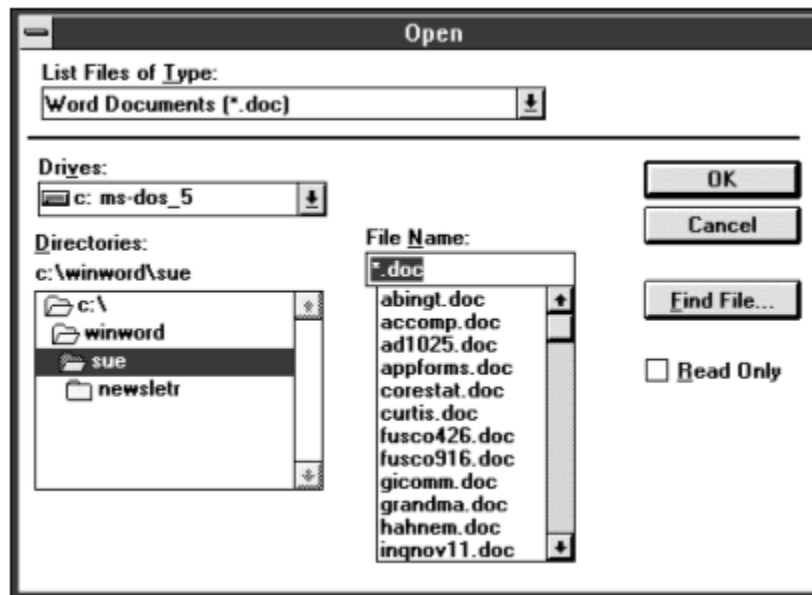 Open
List Files of Type:
Word Documents (*.doc)
Drives:
c: ms-dos_5
Directories:
c:\winword\sue
c:\
winword
sue
newsletr
File Name:
*.doc
abingt.doc
accomp.doc
ad1025.doc
appforms.doc
corestat.doc
curtis.doc
fusco426.doc
fusco916.doc
gicomm.doc
grandma.doc
hahnem.doc
inqnov11.doc
OK
Cancel
Find File...
Read Only